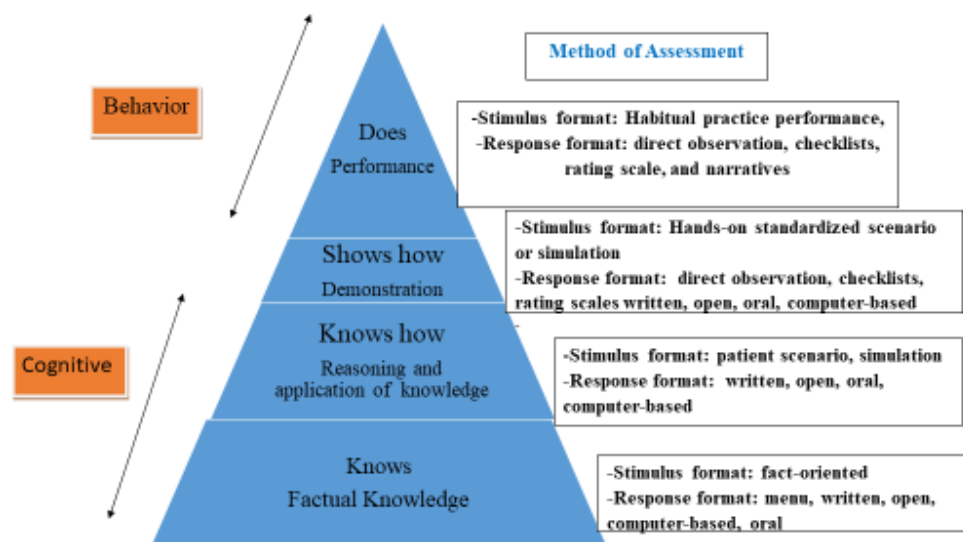 Method of Assessment
Behavior
Does
Performance
-Stimulus format: Habitual practice performance,
-Response format: direct observation, checklists,
rating scale, and narratives
Shows how
Demonstration
-Stimulus format: Hands-on standardized scenario
or simulation
-Response format: direct observation, checklists,
rating scales written, open, oral, computer-based
-
Cognitive
Knows how
Reasoning and
application of knowledge
-Stimulus format: patient scenario, simulation
-Response format: written, open, oral,
computer-based
Knows
Factual Knowledge
-Stimulus format: fact-oriented
-Response format: menu, written, open,
computer-based, oral